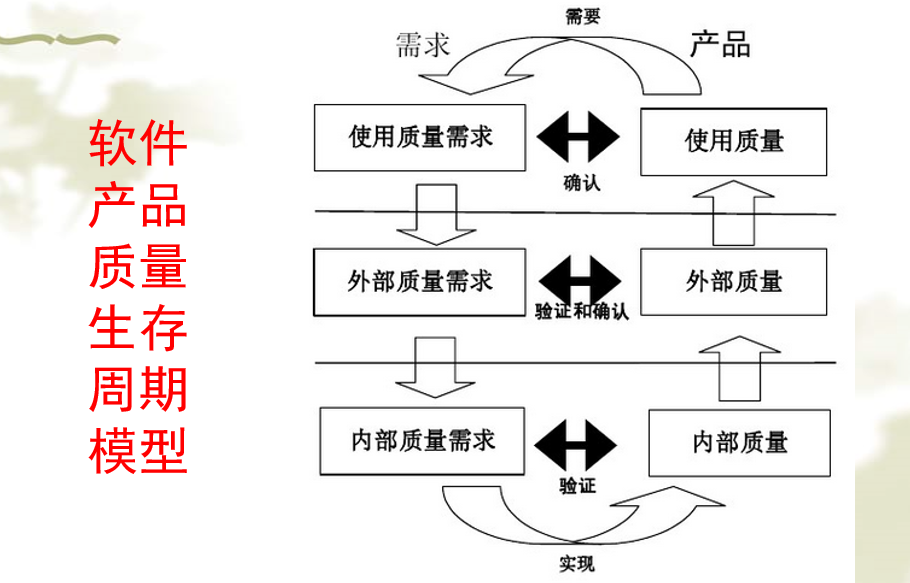 软件
产品
质量
生存
周期
模型
需要
需求
产品
使用质量需求
使用质量
确认
外部质量需求
外部质量
验证和确认
内部质量需求
内部质量
验证
实现